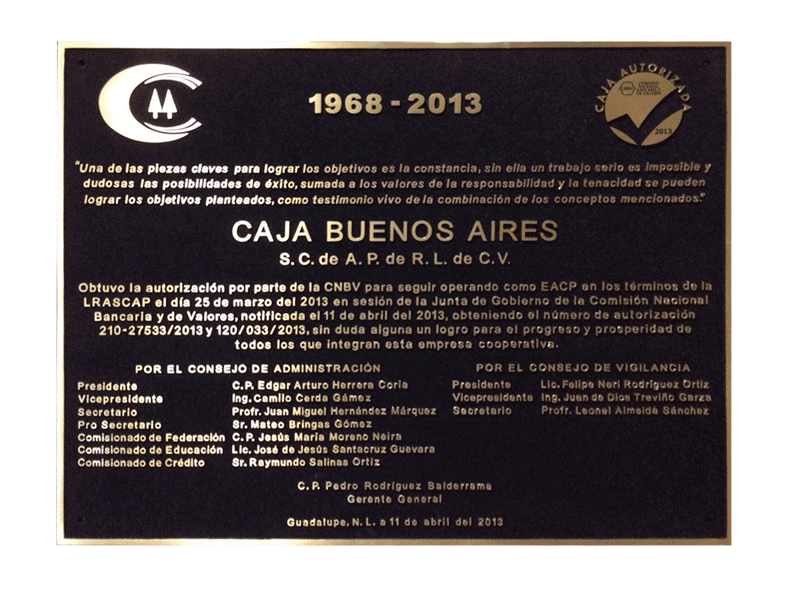 1968 - 2013
CAJA AUTORIZADA
2013
"Una de las piezas claves para lograr los objetivos es la constancia, sin ella un trabajo serio es imposible y
dudosas las posibilidades de éxito, sumada a los valores de la responsabilidad y la tenacidad se pueden
lograr los objetivos planteados, como testimonio vivo de la combinación de los conceptos mencionados."
CAJA BUENOS AIRES
S.C. de A. P. de R. L. de C.V.
Obtuvo la autorización por parte de la CNBV para seguir operando como EACP en los términos de la
LRASCAP el día 25 de marzo del 2013 en sesión de la Junta de Gobierno de la Comisión Nacional
Bancaria y de Valores, notificada el 11 de abril del 2013, obteniendo el número de autorización
210-27533/2013 y 120/033/2013, sin duda alguna un logro para el progreso y prosperidad de
todos los que integran esta empresa cooperativa.
POR EL CONSEJO DE ADMINISTRACIÓN
Presidente C.P. Edgar Arturo Herrera Coria
Vicepresidente Ing. Camilo Cerda Gámez
Secretario Profr. Juan Miguel Hernández Márquez
Pro Secretario Sr. Mateo Bringas Gómez
Comisionado de Federación C.P. Jesús María Moreno Neira
Comisionado de Educación Lic. José de Jesús Santacruz Guevara
Comisionado de Crédito Sr. Raymundo Salinas Ortiz
POR EL CONSEJO DE VIGILANCIA
Presidente Lic. Felipe Neri Rodríguez Ortiz
Vicepresidente Ing. Juan de Dios Treviño Garza
Secretario Profr. Leonel Almeida Sánchez
C.P. Pedro Rodríguez Balderrama
Gerente General
Guadalupe, N. L. a 11 de abril del 2013